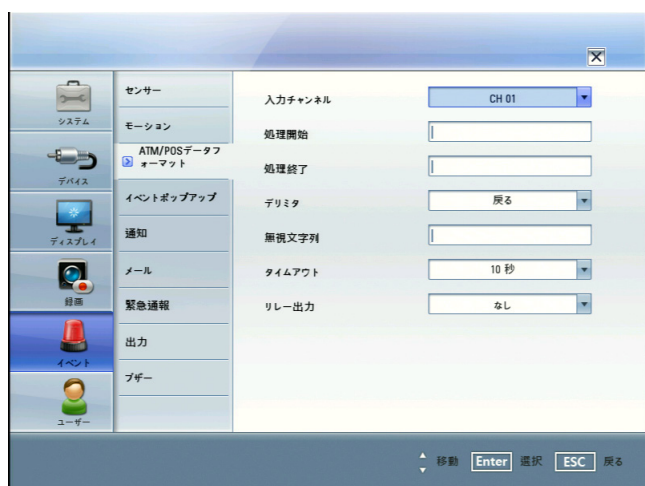 システム
デバイス
ディスプレイ
録画
イベント
ユーザー
センサー
モーション
ATM/POSデータフ
ォーマット
イベントポップアップ
通知
メール
緊急通報
出力
ブザー
入力チャンネル CH 01
処理開始
処理終了
デリミタ 戻る
無視文字列
タイムアウト 10 秒
リレー出力 なし
移動 Enter 選択 ESC 戻る